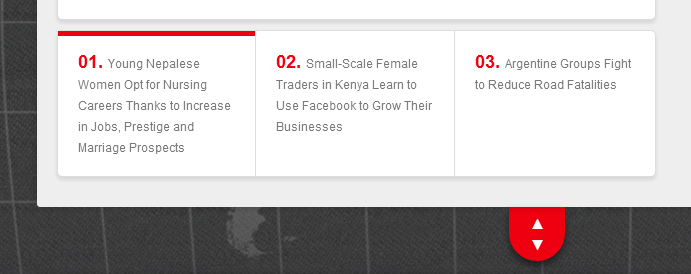 01. Young Nepalese
Women Opt for Nursing
Careers Thanks to Increase
in Jobs, Prestige and
Marriage Prospects
02. Small-Scale Female
Traders in Kenya Learn to
Use Facebook to Grow Their
Businesses
03. Argentine Groups Fight
to Reduce Road Fatalities